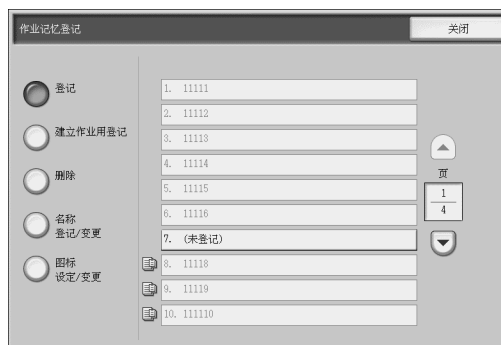 作业记忆登记
关闭
登记
建立作业用登记
删除
名称
登记/变更
图标
设定/变更
1. 11111
2. 11112
3. 11113
4. 11114
5. 11115
6. 11116
7. (未登记)
8. 11118
9. 11119
10. 111110
页
1
4